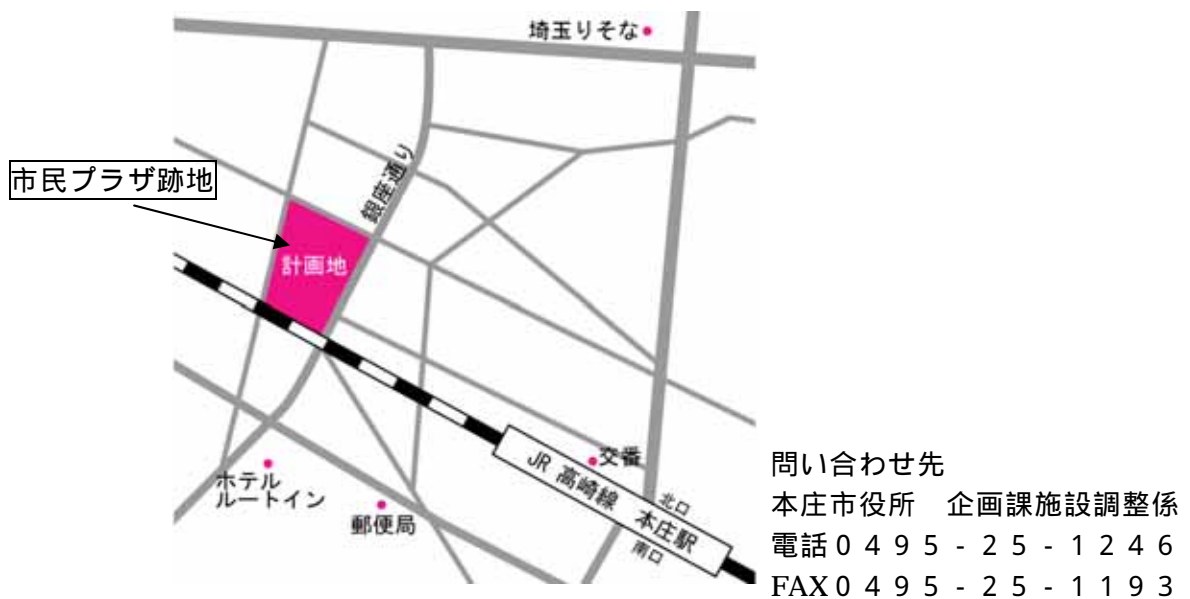 埼玉りそな
銀座通り
市民プラザ跡地
計画地
ホテル
ルートイン
郵便局
交番
JR 高崎線 本庄駅
北口
南口
問い合わせ先
本庄市役所　企画課施設調整係
電話０４９５-２５-１２４６
FAX０４９５-２５-１１９３